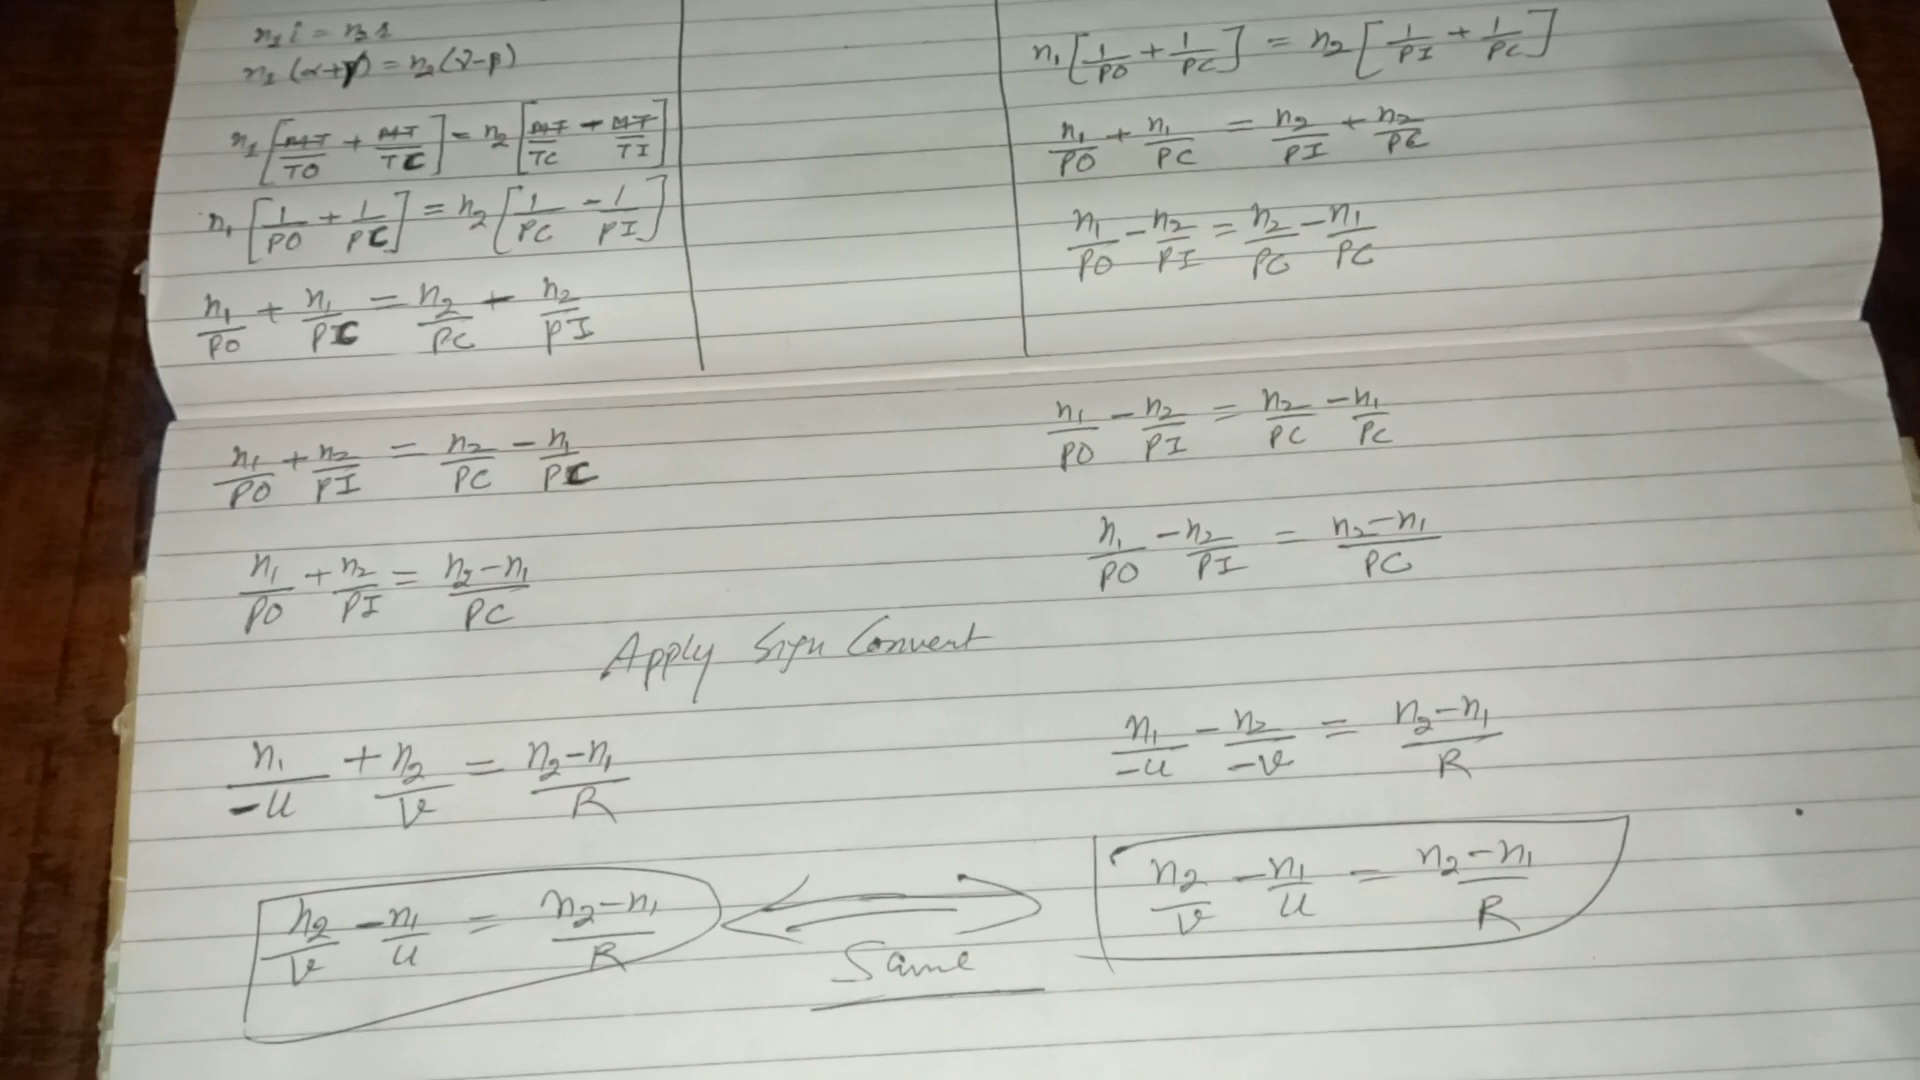 n₁ i = n₂ r
n₁ (α+γ) = n₂ (γ-β)
n₁ [MT/TO + MT/TC] = n₂ [MT/TC - MT/TI]
n₁ [1/PO + 1/PC] = n₂ [1/PC - 1/PI]
n₁/PO + n₁/PC = n₂/PC - n₂/PI
n₁ [1/PO + 1/PC] = n₂ [1/PI + 1/PC]
n₁/PO + n₁/PC = n₂/PI + n₂/PC
n₁/PO - n₂/PI = n₂/PC - n₁/PC
n₁/PO + n₂/PI = n₂/PC - n₁/PC
n₁/PO - n₂/PI = n₂/PC - n₁/PC
n₁/PO + n₂/PI = n₂-n₁/PC
n₁/PO - n₂/PI = n₂-n₁/PC
Apply Sign Convent
n₁/-u + n₂/v = n₂-n₁/R
n₁/-u - n₂/-v = n₂-n₁/R
n₂/v - n₁/u = n₂-n₁/R
Same
n₂/v - n₁/u = n₂-n₁/R